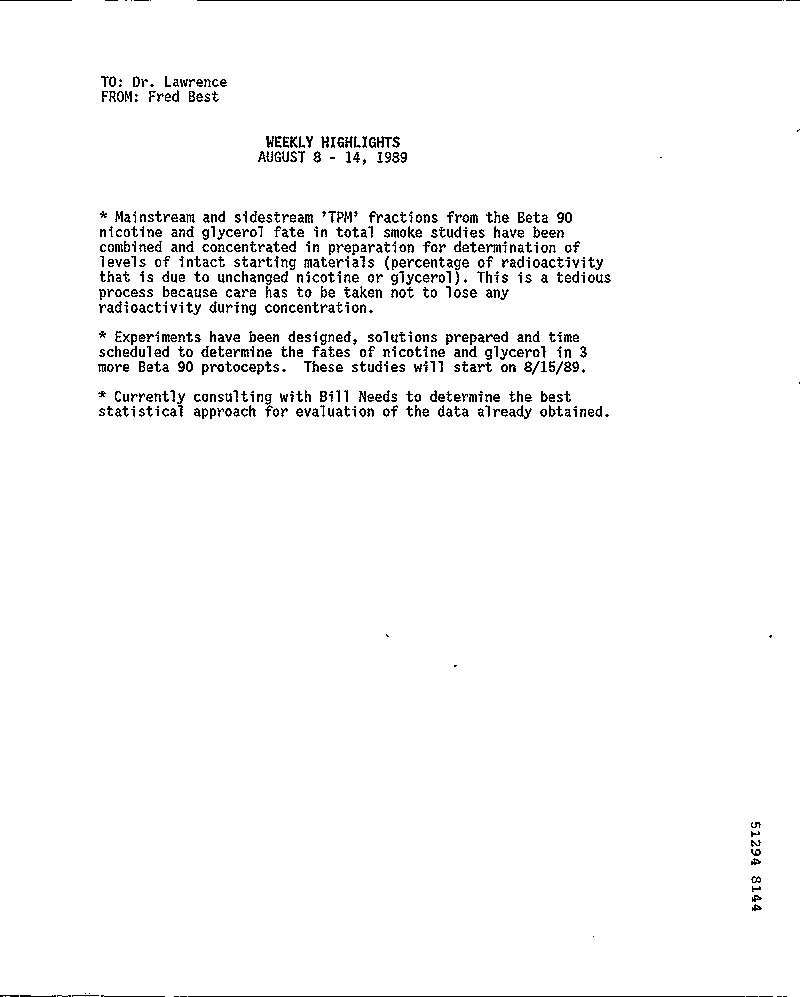 TO: Dr. Lawrence
FROM: Fred Best
WEEKLY HIGHLIGHTS
AUGUST 8 - 14, 1989
* Mainstream and sidestream 'TPM' fractions from the Beta 90
nicotine and glycerol fate in total smoke studies have been
combined and concentrated in preparation for determination of
levels of intact starting materials (percentage of radioactivity
that is due to unchanged nicotine or glycerol). This is a tedious
process because care has to be taken not to lose any
radioactivity during concentration.
* Experiments have been designed, solutions prepared and time
scheduled to determine the fates of nicotine and glycerol in 3
more Beta 90 protocepts.  These studies will start on 8/15/89.
* Currently consulting with Bill Needs to determine the best
statistical approach for evaluation of the data already obtained.
51294 8144